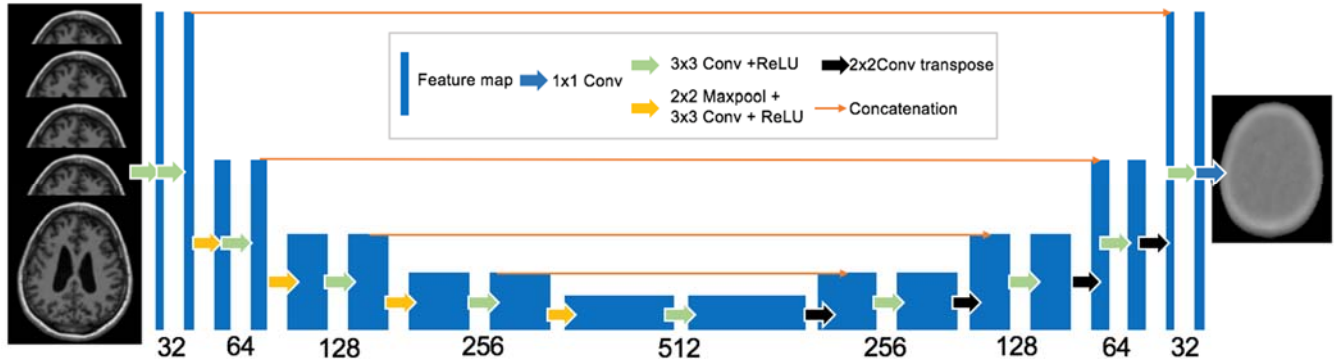 Feature map
1x1 Conv
3x3 Conv +ReLU
2x2Conv transpose
2x2 Maxpool +
3x3 Conv + ReLU
Concatenation
32
64
128
256
512
256
128
64
32